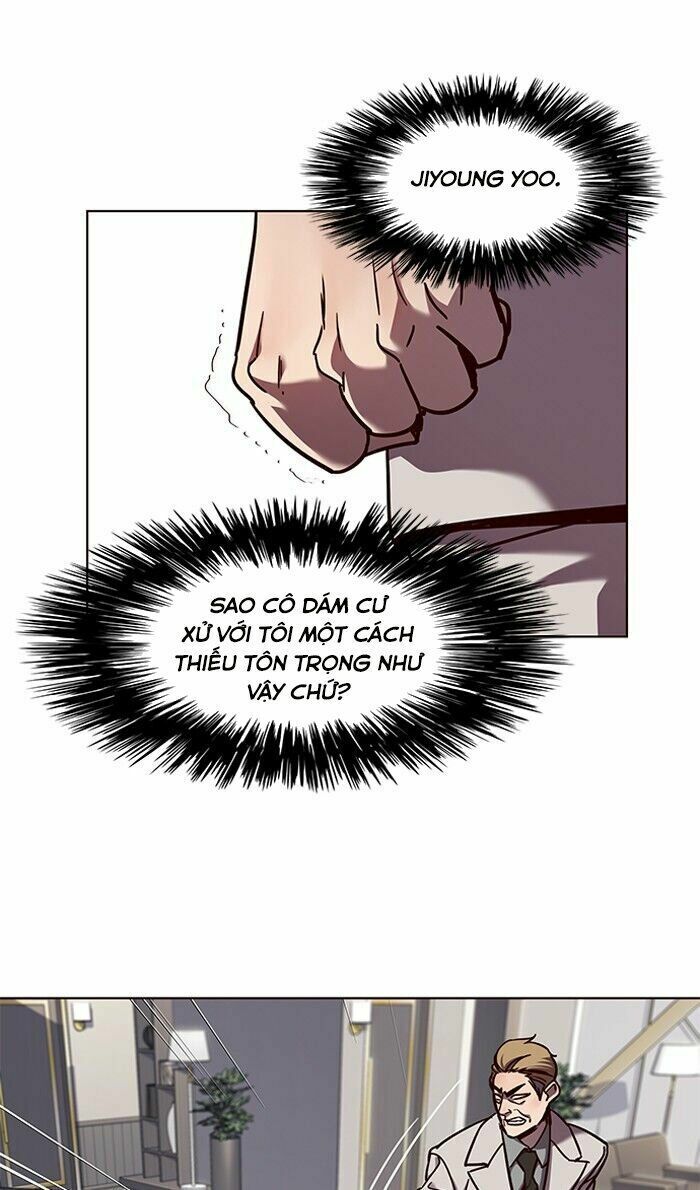 JIYOUNG YOO.
SAO CÔ DÁM CƯ
XỬ VỚI TÔI MỘT CÁCH
THIẾU TÔN TRỌNG NHƯ
VẬY CHỨ?